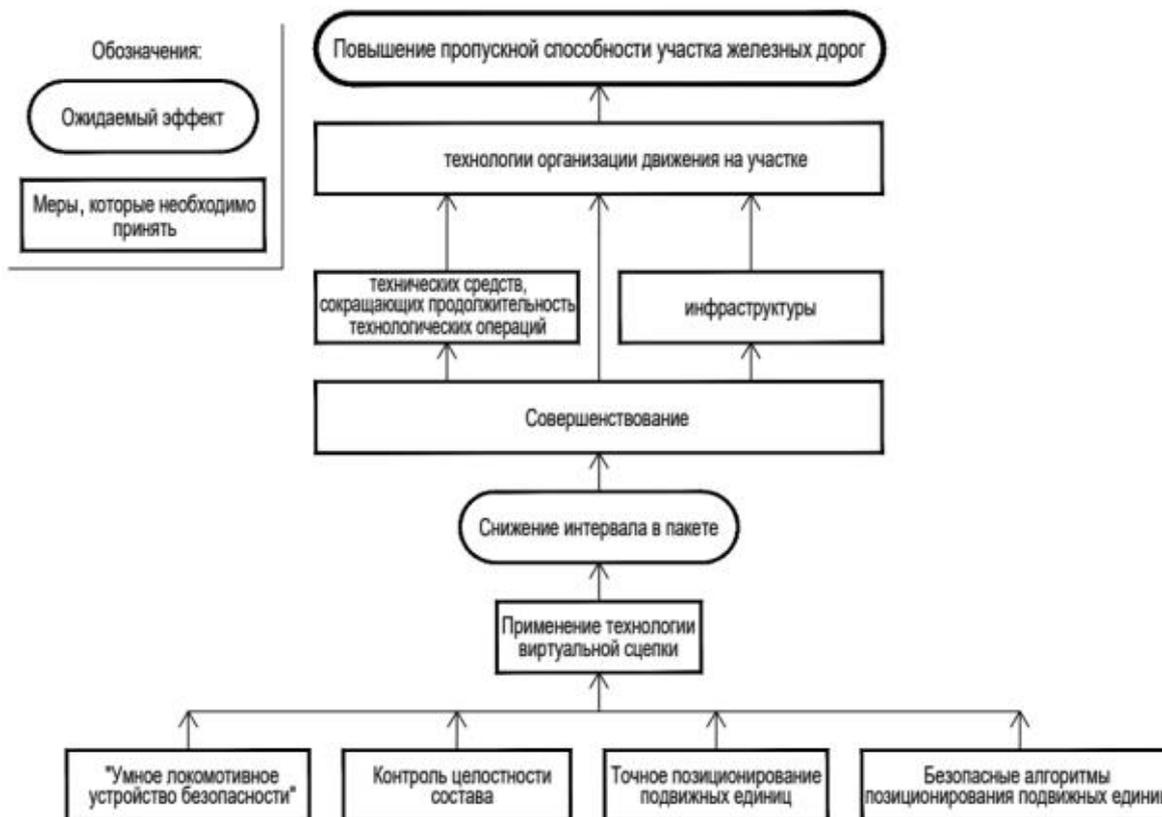 Обозначения:
Ожидаемый эффект
Меры, которые необходимо
принять
Повышение пропускной способности участка железных дорог
технологии организации движения на участке
технических средств,
сокращающих продолжительность
технологических операций
инфраструктуры
Совершенствование
Снижение интервала в пакете
Применение технологии
виртуальной сцепки
"Умное локомотивное
устройство безопасности"
Контроль целостности
состава
Точное позиционирование
подвижных единиц
Безопасные алгоритмы
позиционирования подвижных единиц